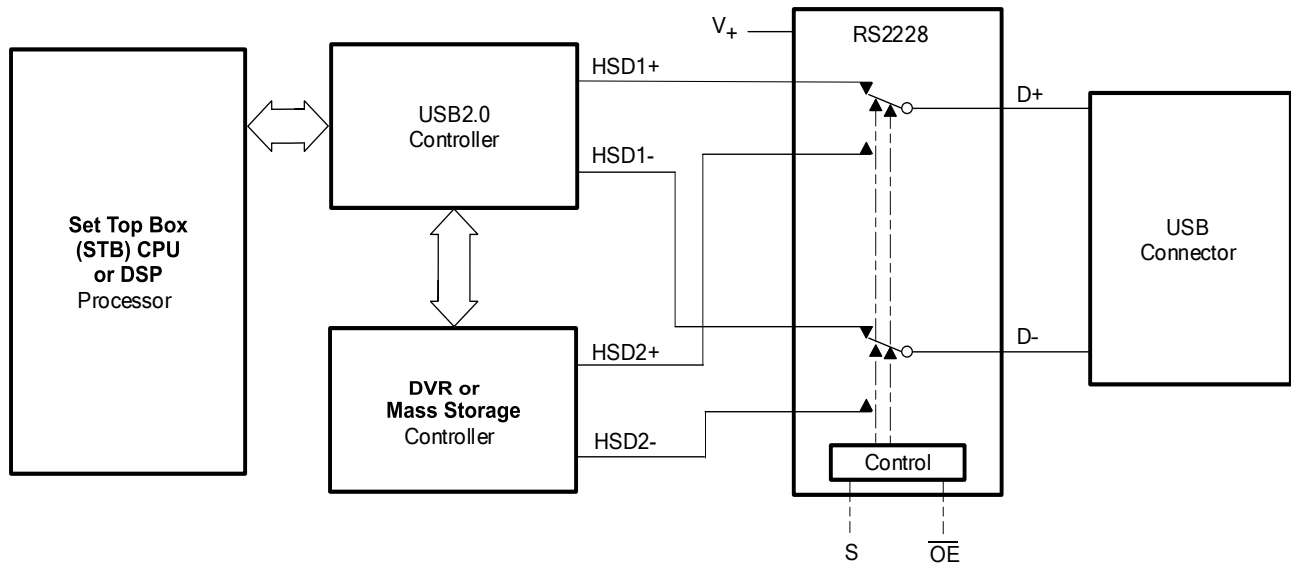 Set Top Box
(STB) CPU
or DSP
Processor
USB2.0
Controller
DVR or
Mass Storage
Controller
HSD1+
HSD1-
HSD2+
HSD2-
V+
RS2228
Control
S
OE
D+
D-
USB
Connector